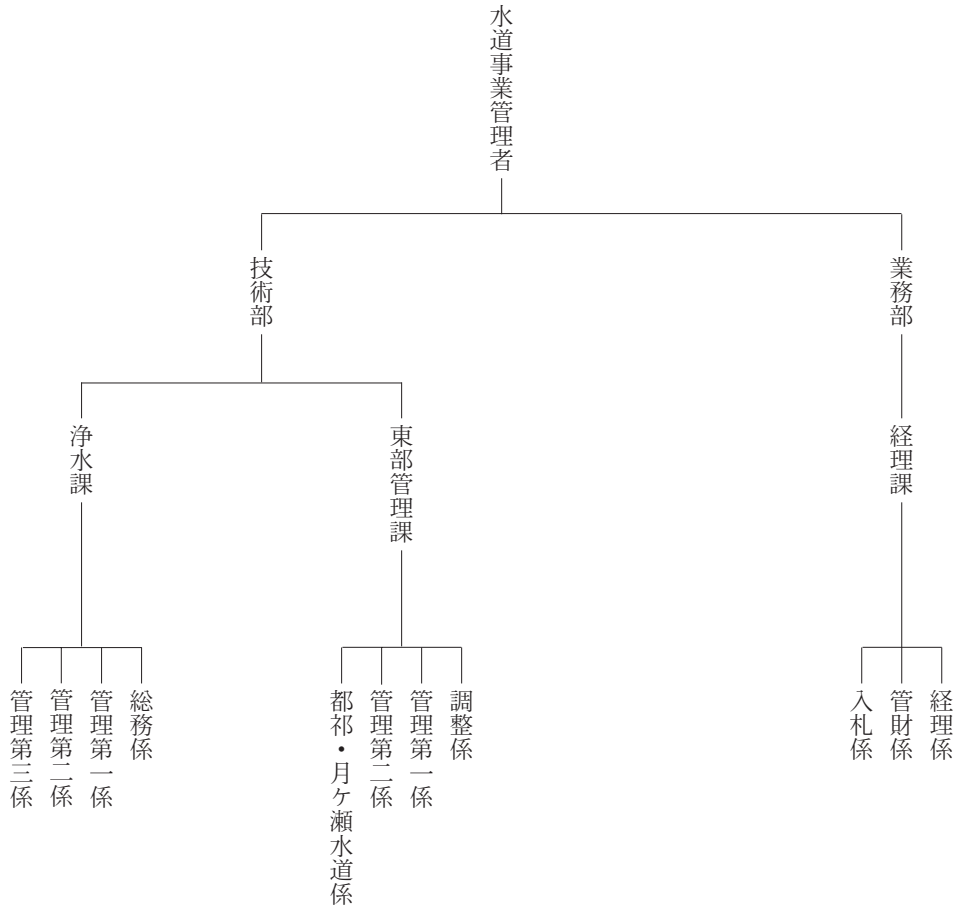 水道事業管理者
業務部
技術部
経理課
東部管理課
浄水課
経理係
管財係
入札係
調整係
管理第一係
管理第二係
都祁・月ケ瀬水道係
総務係
管理第一係
管理第二係
管理第三係